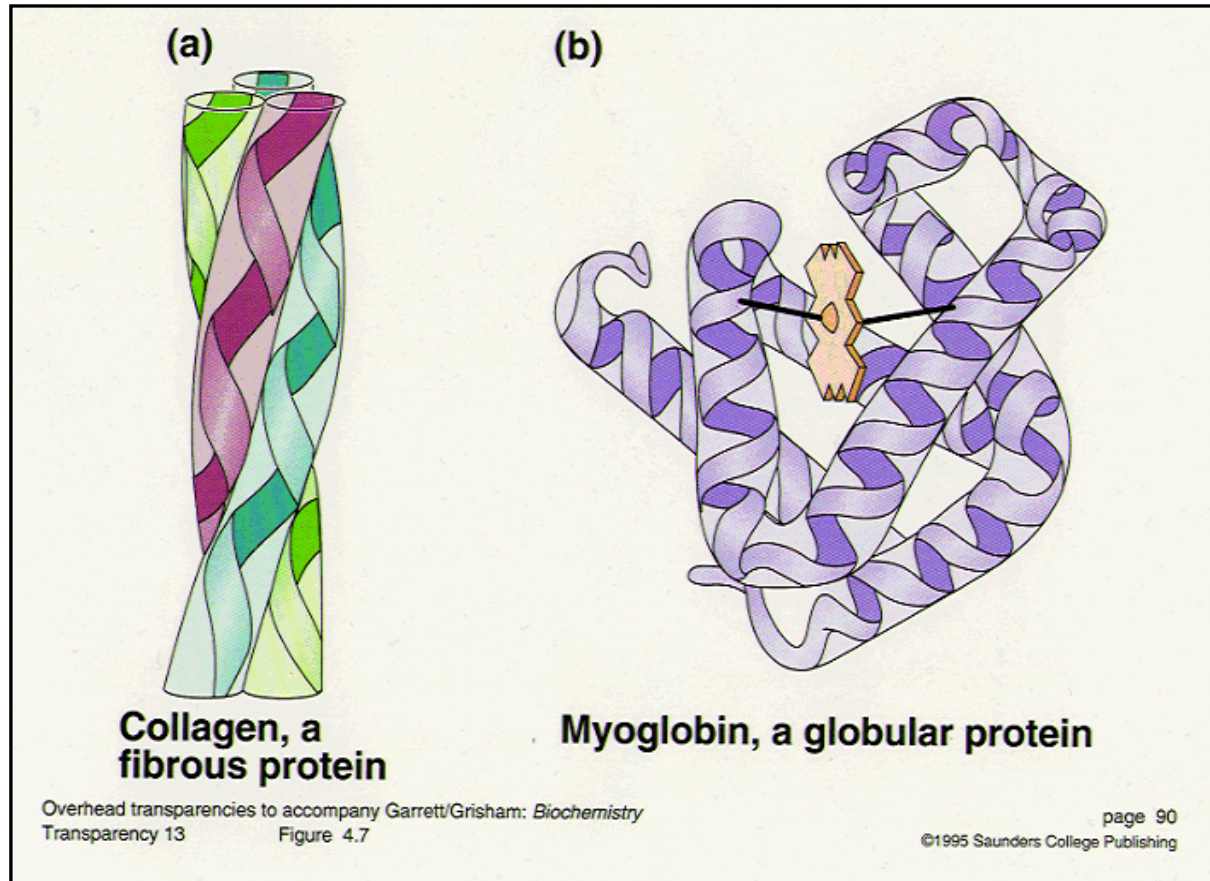 (a)
(b)
Collagen, a
fibrous protein
Myoglobin, a globular protein
Overhead transparencies to accompany Garrett/Grisham: Biochemistry
Transparency 13 Figure 4.7
page 90
©1995 Saunders College Publishing